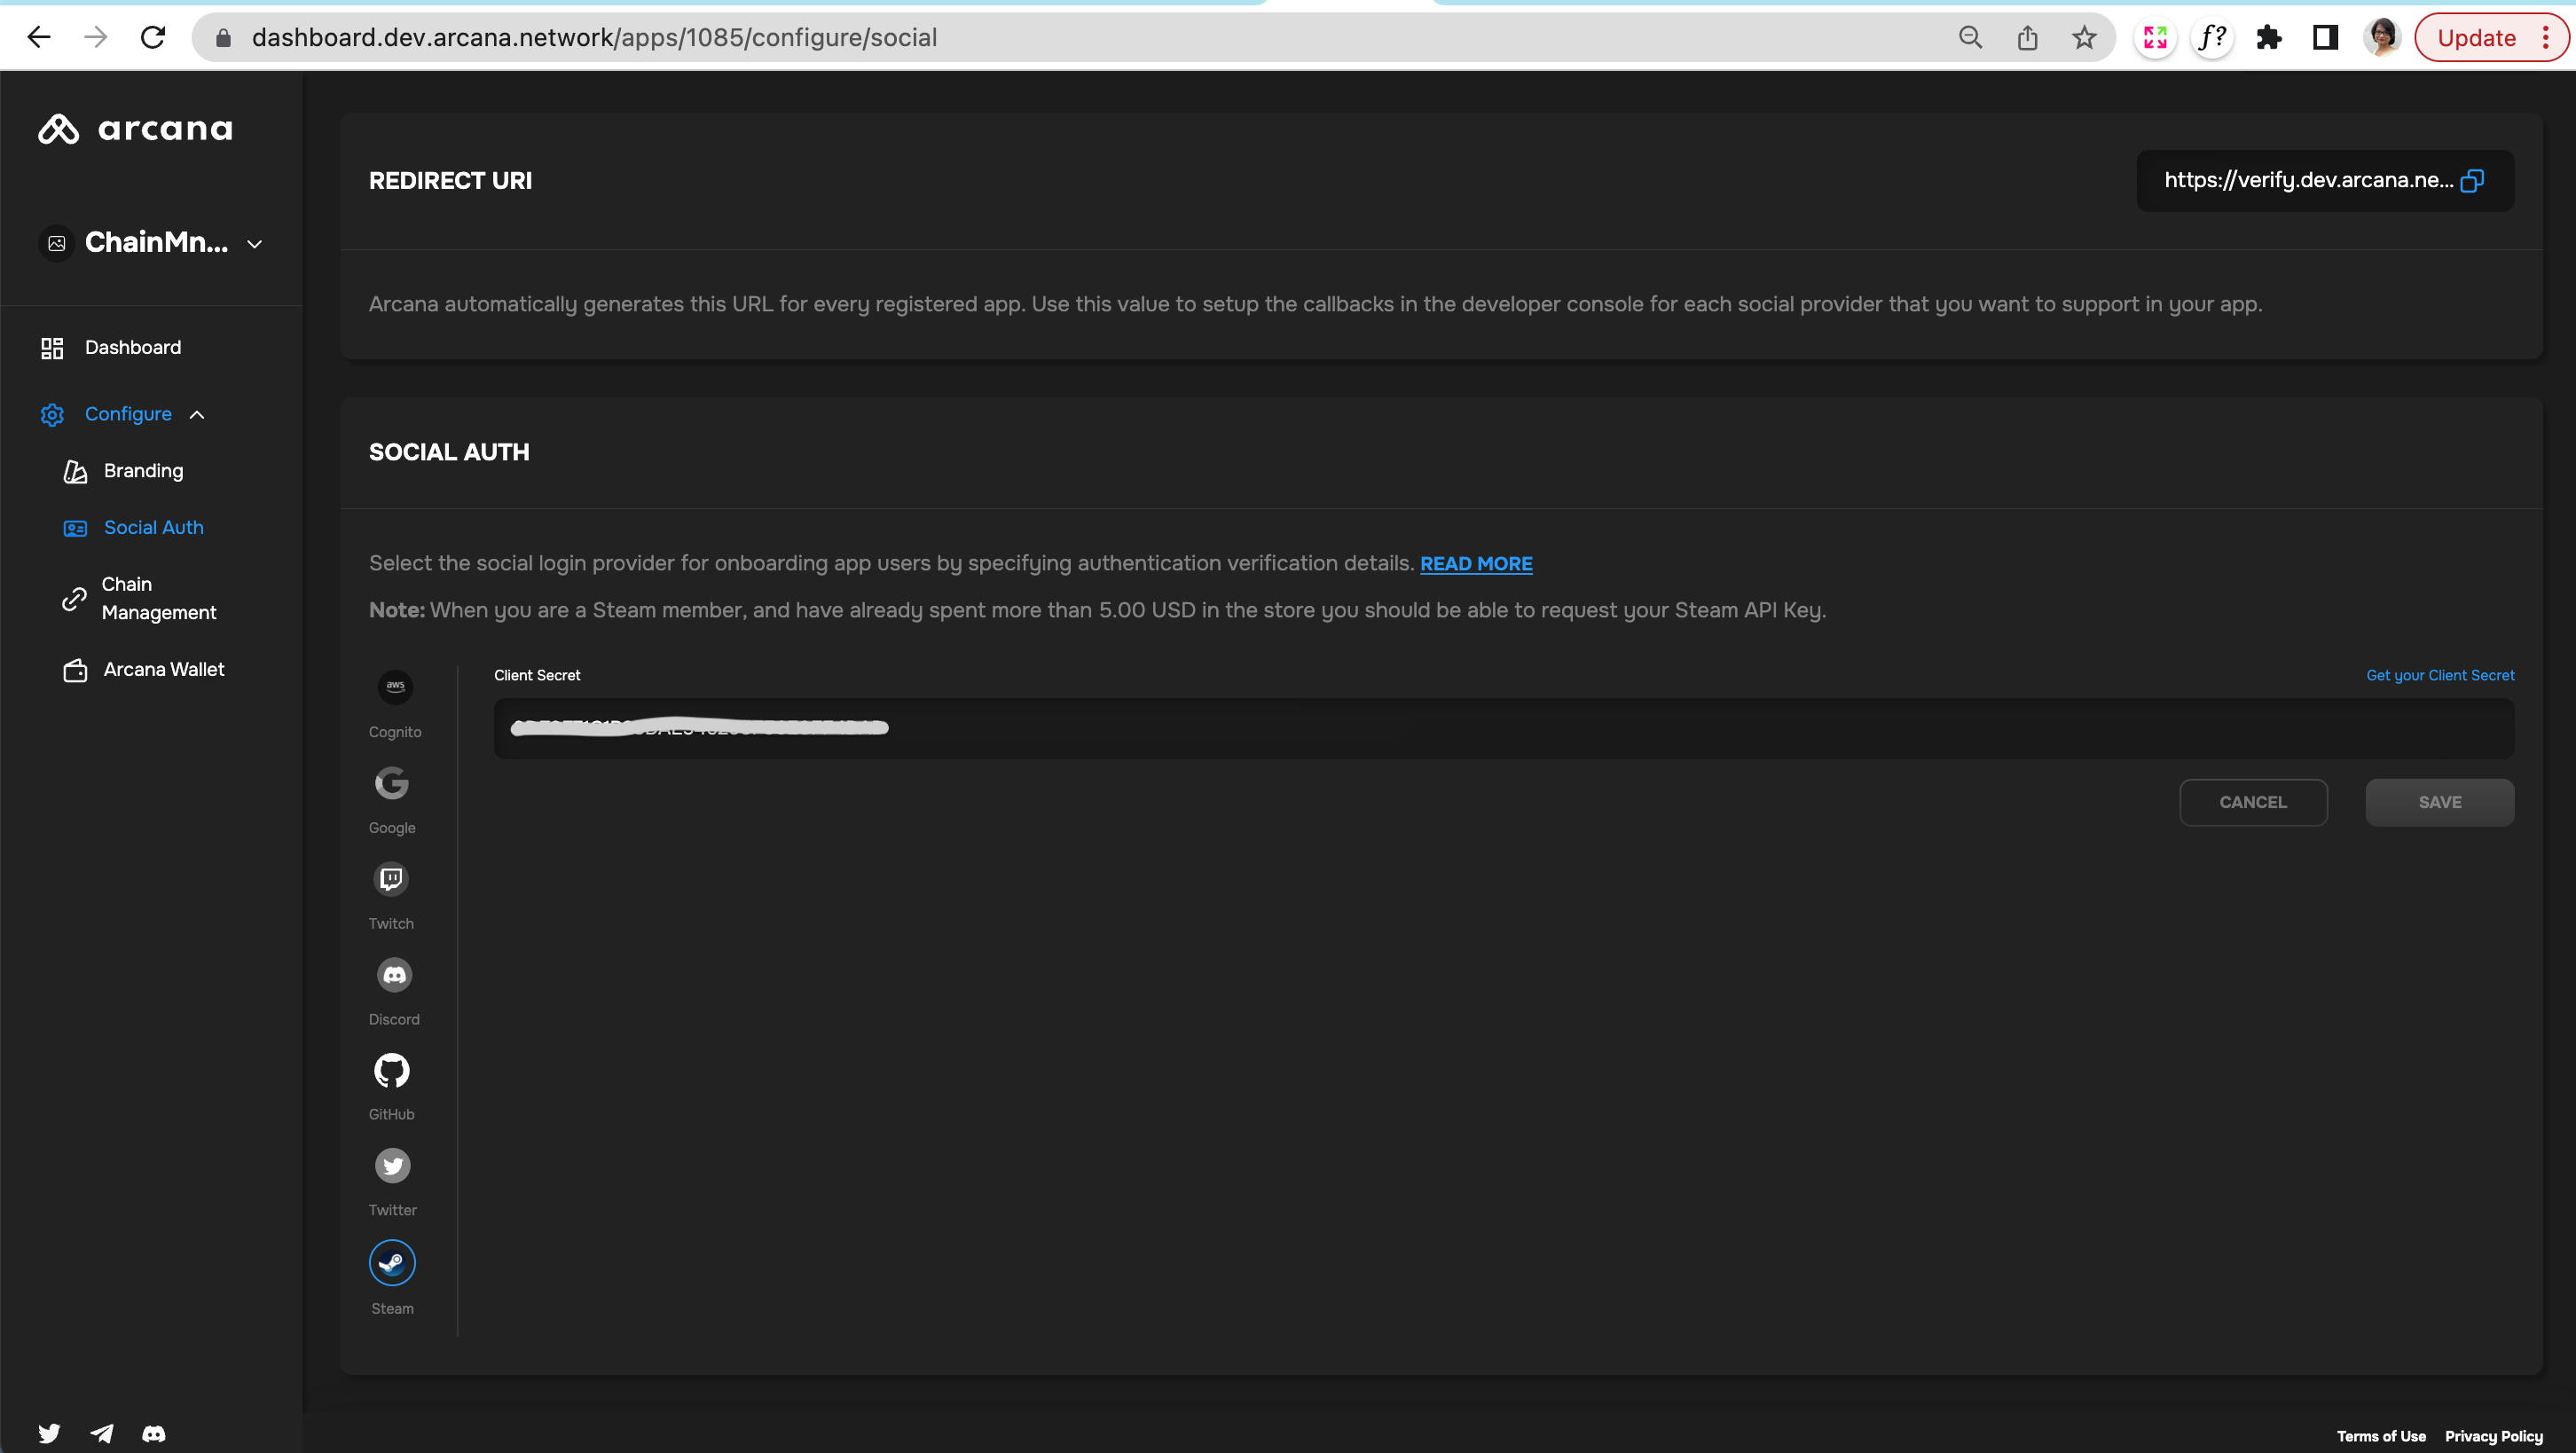 dashboard.dev.arcana.network/apps/1085/configure/social
f?
Update
arcana
ChainMn...
Dashboard
Configure
Branding
Social Auth
Chain
Management
Arcana Wallet
REDIRECT URI
https://verify.dev.arcana.ne...
Arcana automatically generates this URL for every registered app. Use this value to setup the callbacks in the developer console for each social provider that you want to support in your app.
SOCIAL AUTH
Select the social login provider for onboarding app users by specifying authentication verification details. READ MORE
Note: When you are a Steam member, and have already spent more than 5.00 USD in the store you should be able to request your Steam API Key.
aws
Cognito
Google
Twitch
Discord
GitHub
Twitter
Steam
Client Secret
Get your Client Secret
CANCEL
SAVE
Terms of Use
Privacy Policy